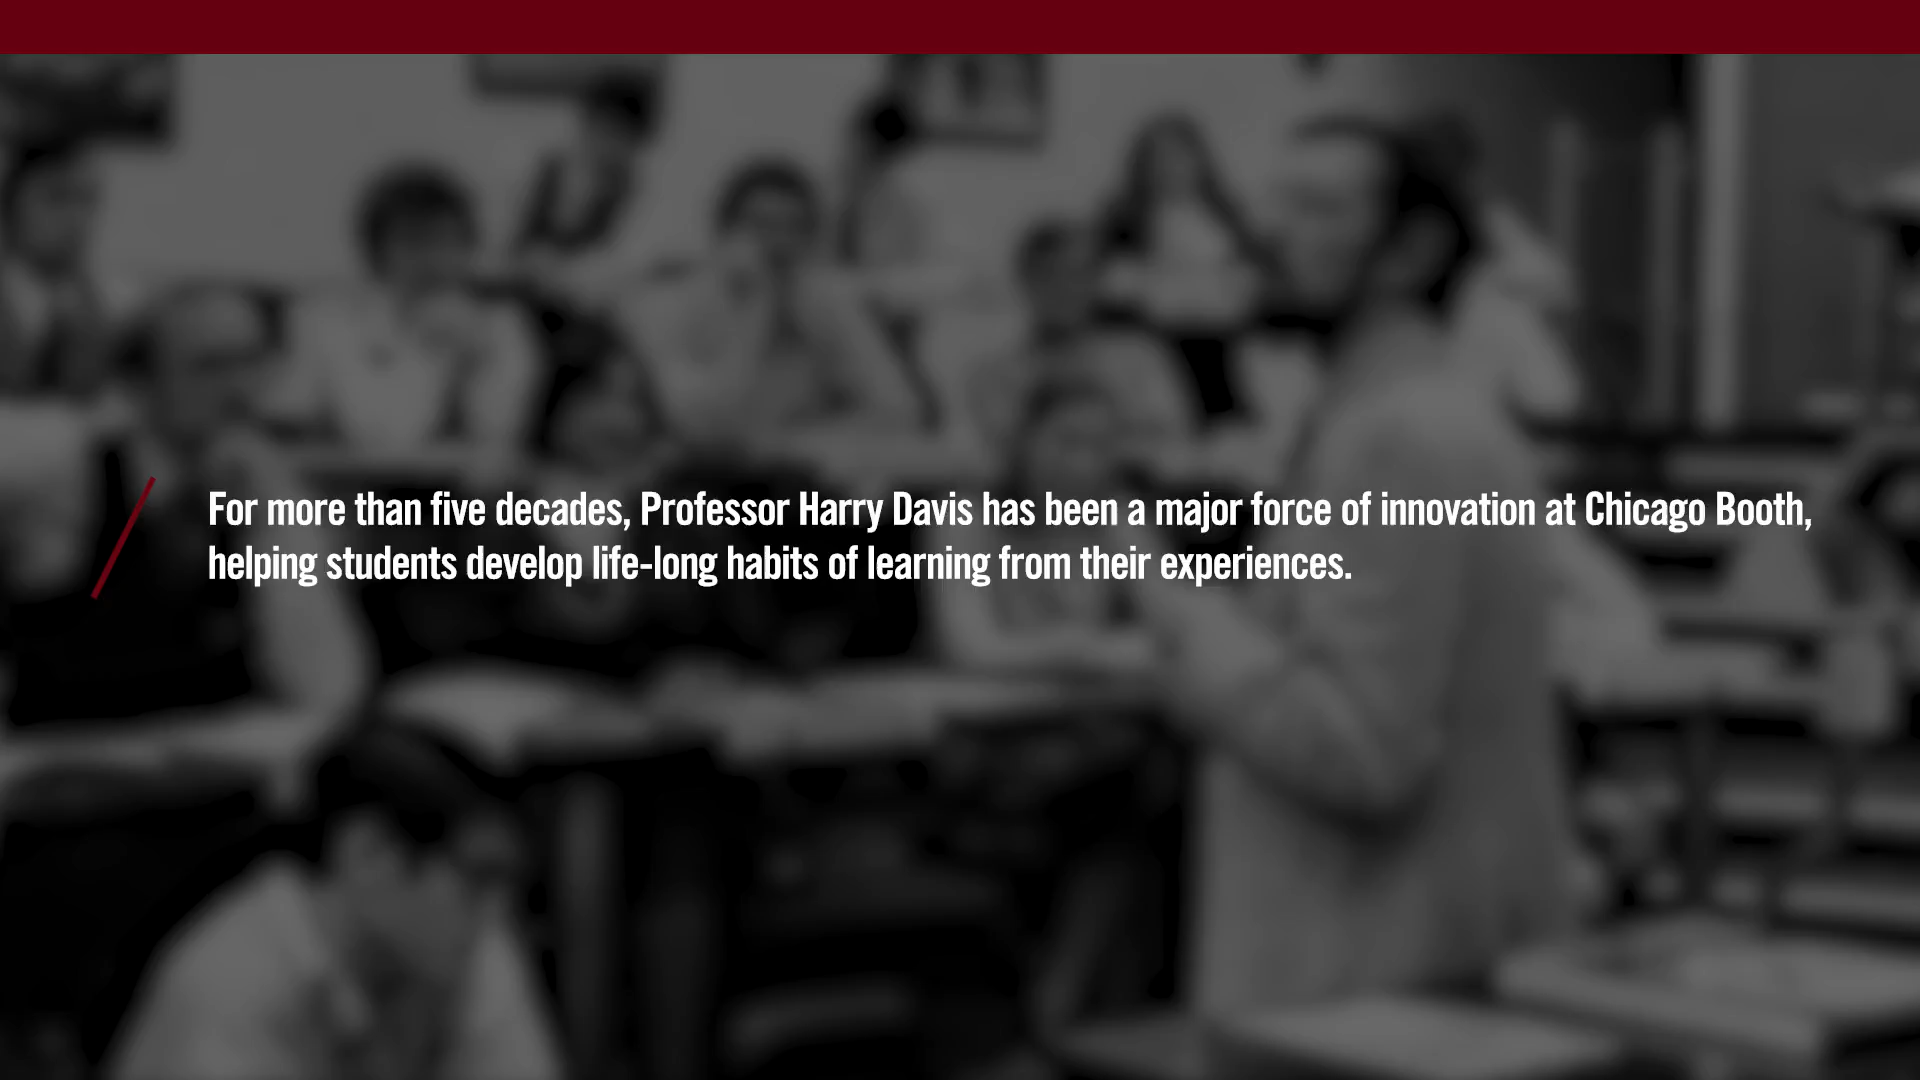 For more than five decades, Professor Harry Davis has been a major force of innovation at Chicago Booth,
helping students develop life-long habits of learning from their experiences.